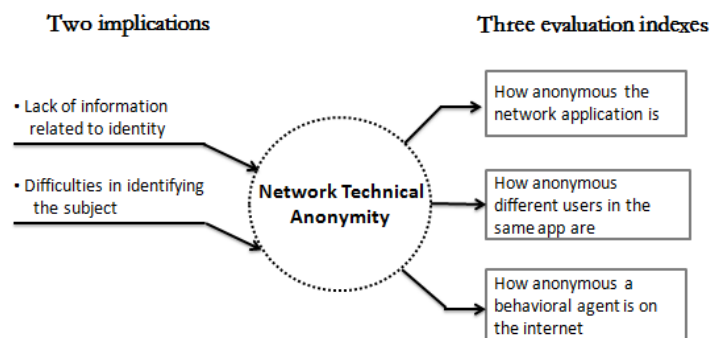 Two implications
Three evaluation indexes
• Lack of information
related to identity
• Difficulties in identifying
the subject
Network Technical
Anonymity
How anonymous the
network application is
How anonymous
different users in the
same app are
How anonymous a
behavioral agent is on
the internet